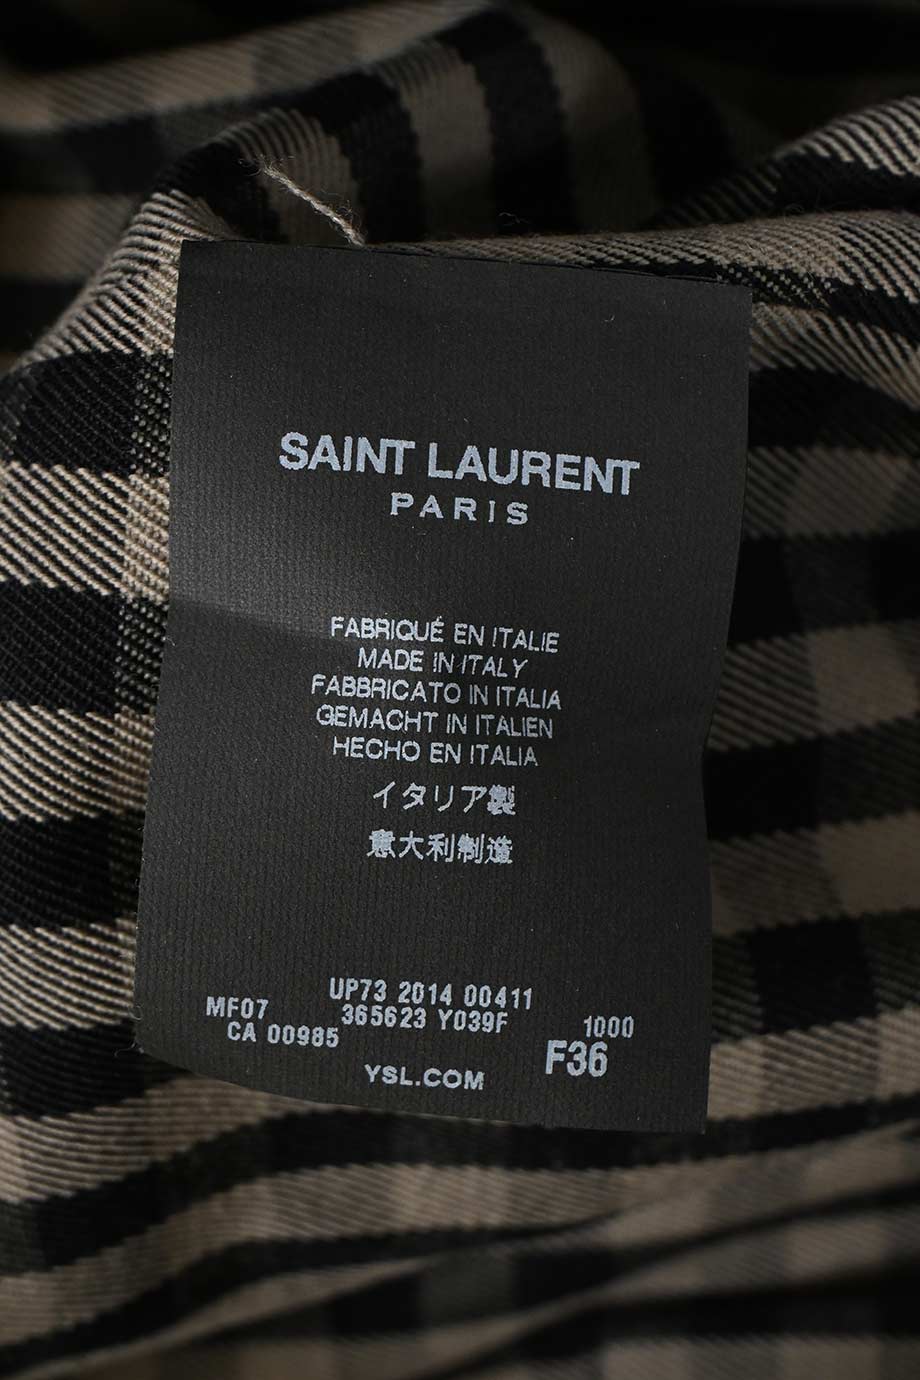 SAINT LAURENT
PARIS
FABRIQUÉ EN ITALIE
MADE IN ITALY
FABBRICATO IN ITALIA
GEMACHT IN ITALIEN
HECHO EN ITALIA
イタリア製
意大利制造
UP73 2014 00411
MF07 365623 Y039F 1000
CA 00985 F36
YSL.COM